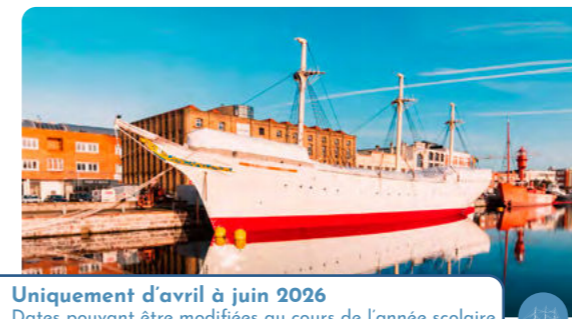 Uniquement d’avril à juin 2026
Dates pouvant être modifiées au cours de l’année scolaire